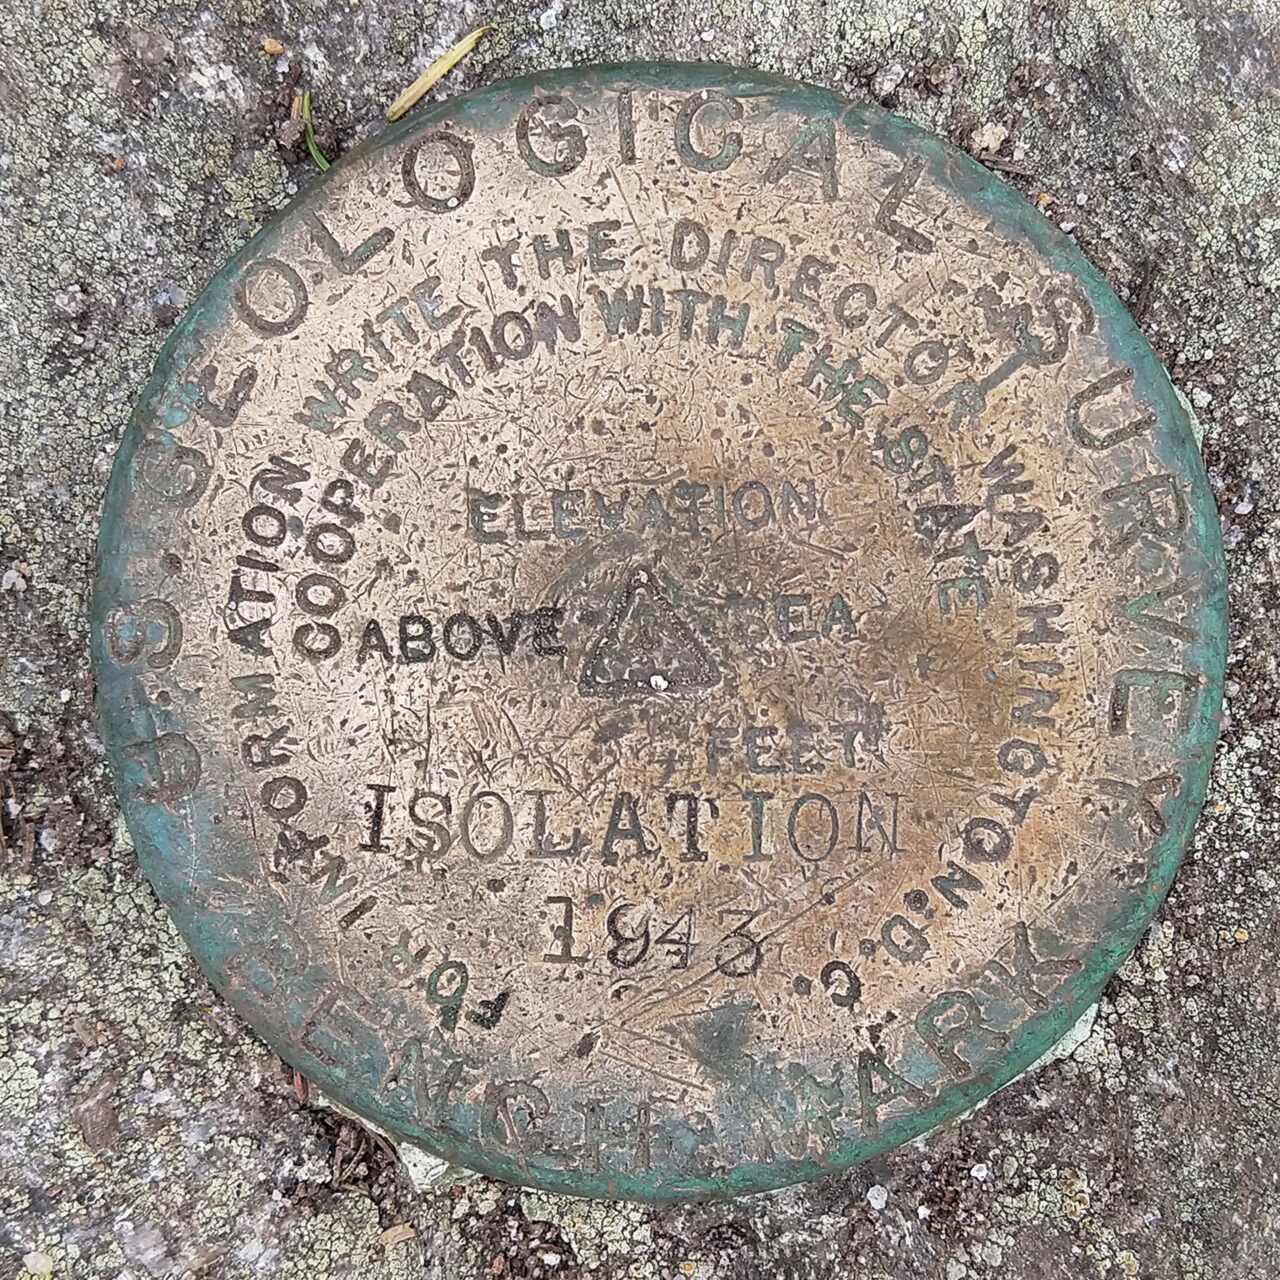 U.S. GEOLOGICAL SURVEY
BENCH MARK
FOR INFORMATION WRITE THE DIRECTOR WASHINGTON. D. C.
COOPERATION WITH THE STATE
ELEVATION
ABOVE SEA
FEET
ISOLATION
1943